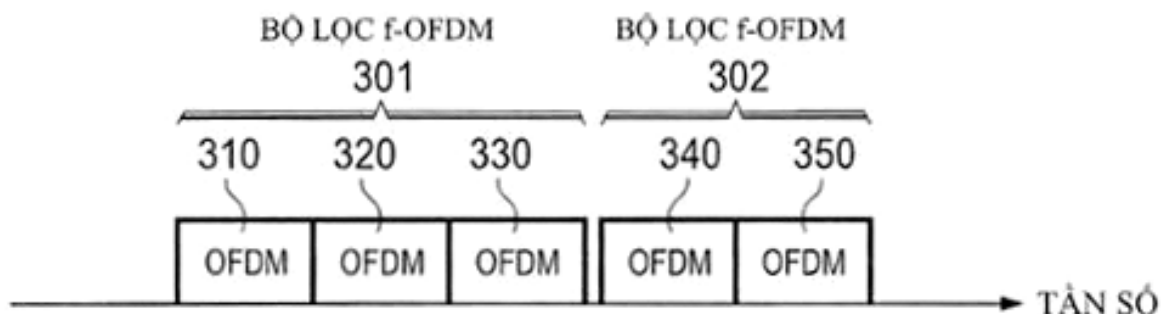 BỘ LỌC f-OFDM BỘ LỌC f-OFDM
301 302
310 320 330 340 350
OFDM OFDM OFDM OFDM OFDM
TẦN SỐ